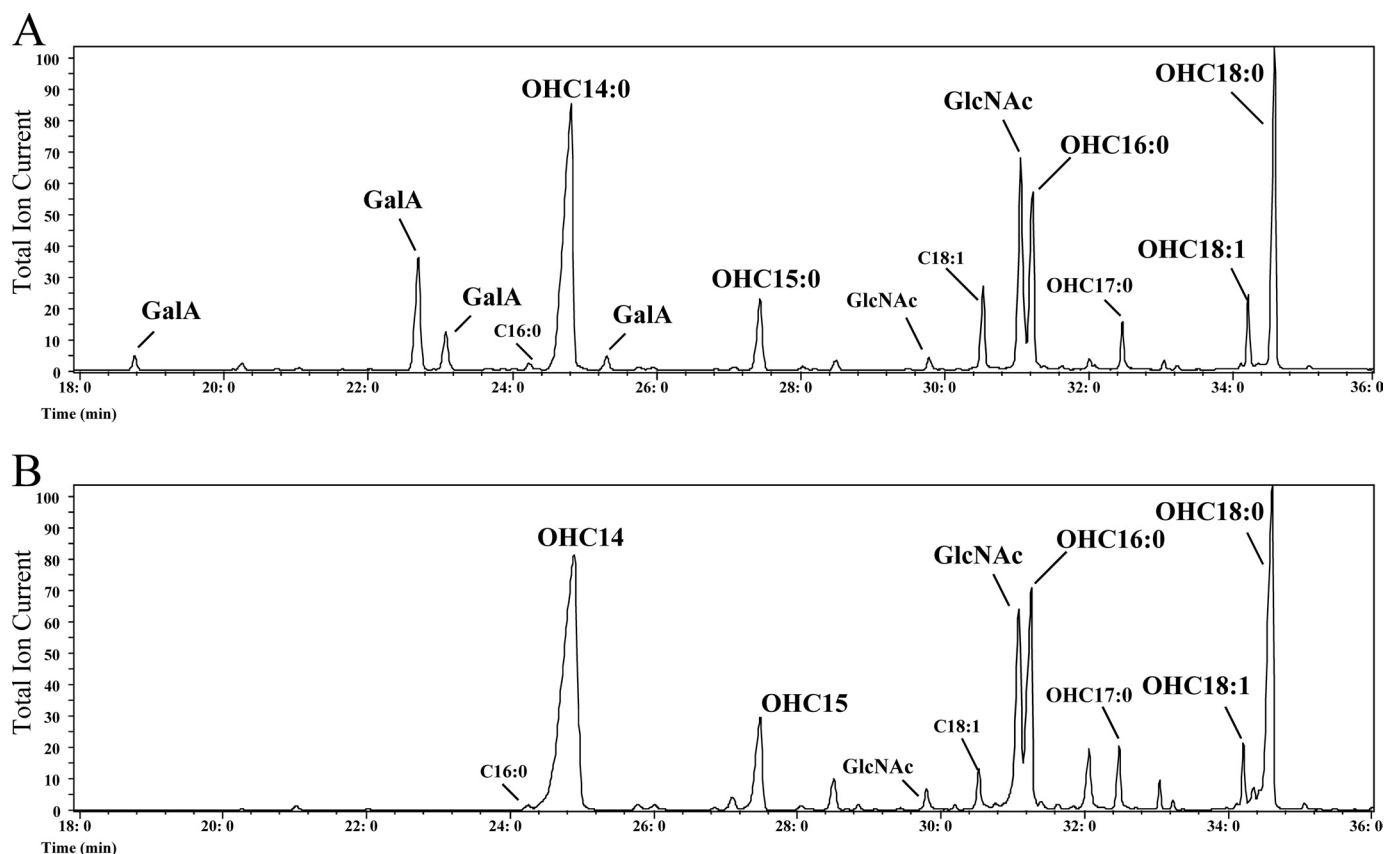 A
Total Ion Current
100
90
80
70
60
50
40
30
20
10
0
GalA
GalA
GalA
C16:0
OHC14:0
GalA
OHC15:0
GlcNAc
C18:1
GlcNAc
OHC16:0
OHC17:0
OHC18:1
OHC18:0
18: 0 20: 0 22: 0 24: 0 26: 0 28: 0 30: 0 32: 0 34: 0 36: 0
Time (min)
B
Total Ion Current
100
90
80
70
60
50
40
30
20
10
0
C16:0
OHC14
OHC15
GlcNAc
C18:1
GlcNAc
OHC16:0
OHC17:0
OHC18:1
OHC18:0
18: 0 20: 0 22: 0 24: 0 26: 0 28: 0 30: 0 32: 0 34: 0 36: 0
Time (min)